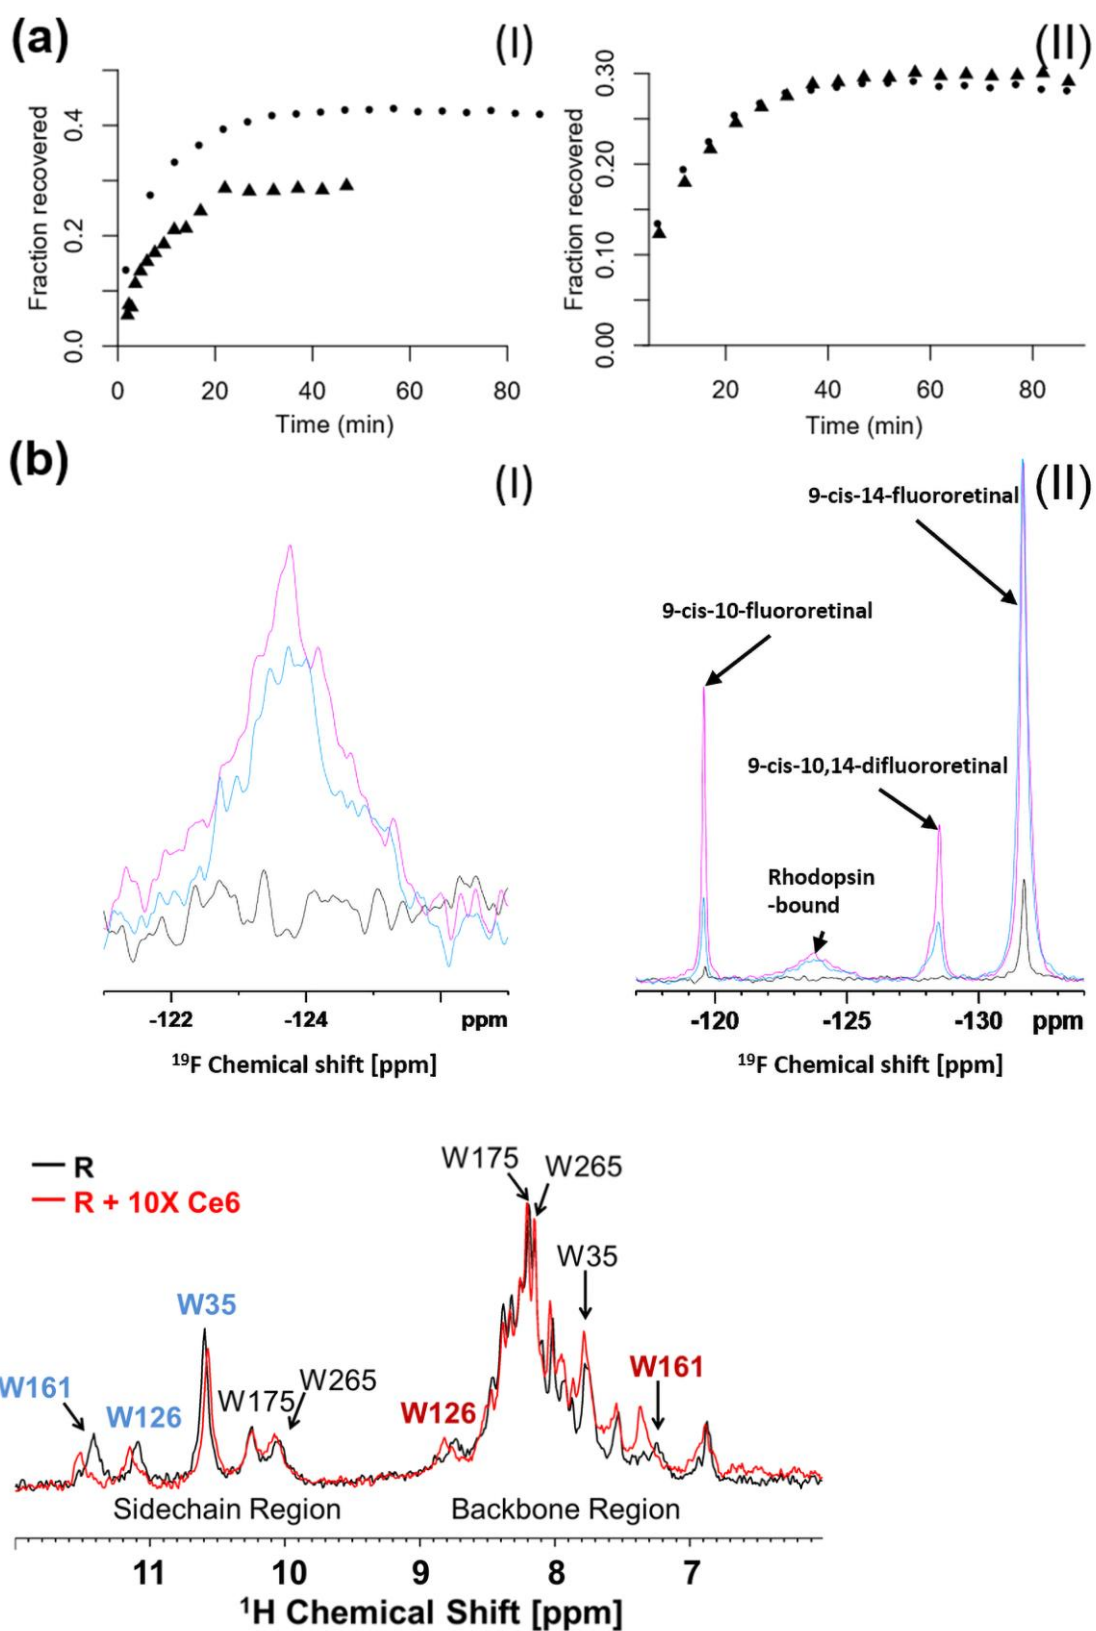 (a)
(I)
(II)
Fraction recovered
0.0 0.2 0.4
0 20 40 60 80
Time (min)
Fraction recovered
0.00 0.10 0.20 0.30
20 40 60 80
Time (min)
(b)
(I)
(II)
-122 -124 ppm
¹⁹F Chemical shift [ppm]
9-cis-14-fluororetinal
9-cis-10-fluororetinal
9-cis-10,14-difluororetinal
Rhodopsin
-bound
-120 -125 -130 ppm
¹⁹F Chemical shift [ppm]
R
R + 10X Ce6
W175
W265
W35
W35
W161
W126
W175
W265
W126
W161
Sidechain Region
Backbone Region
11 10 9 8 7
¹H Chemical Shift [ppm]